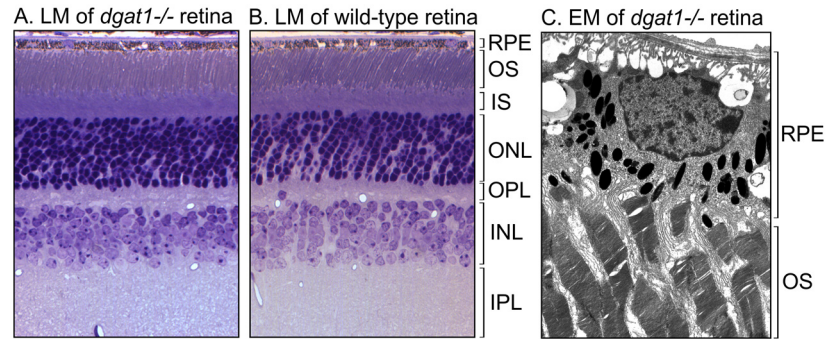 A. LM of dgat1-/- retina
B. LM of wild-type retina
C. EM of dgat1-/- retina
RPE
OS
IS
ONL
OPL
INL
IPL
RPE
OS